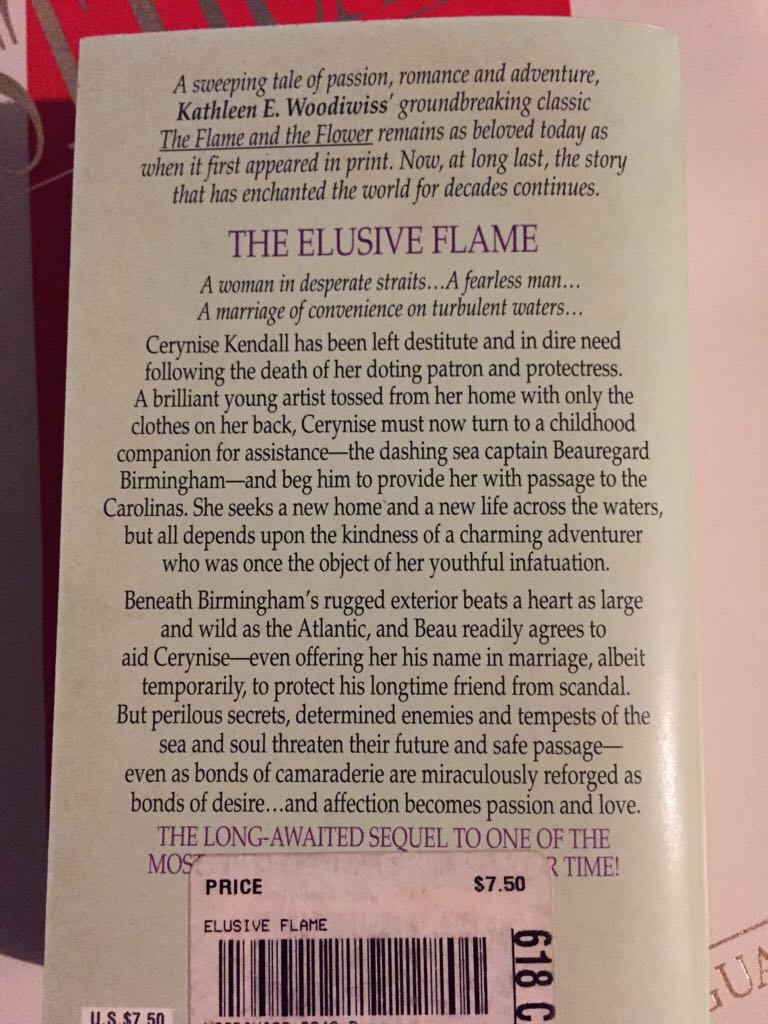 A sweeping tale of passion, romance and adventure,
Kathleen E. Woodiwiss' groundbreaking classic
The Flame and the Flower remains as beloved today as
when it first appeared in print. Now, at long last, the story
that has enchanted the world for decades continues.
THE ELUSIVE FLAME
A woman in desperate straits...A fearless man...
A marriage of convenience on turbulent waters...
Cerynise Kendall has been left destitute and in dire need
following the death of her doting patron and protectress.
A brilliant young artist tossed from her home with only the
clothes on her back, Cerynise must now turn to a childhood
companion for assistance—the dashing sea captain Beauregard
Birmingham—and beg him to provide her with passage to the
Carolinas. She seeks a new home and a new life across the waters,
but all depends upon the kindness of a charming adventurer
who was once the object of her youthful infatuation.
Beneath Birmingham's rugged exterior beats a heart as large
and wild as the Atlantic, and Beau readily agrees to
aid Cerynise—even offering her his name in marriage, albeit
temporarily, to protect his longtime friend from scandal.
But perilous secrets, determined enemies and tempests of the
sea and soul threaten their future and safe passage—
even as bonds of camaraderie are miraculously reforged as
bonds of desire...and affection becomes passion and love.
THE LONG-AWAITED SEQUEL TO ONE OF THE
TIME!
PRICE $7.50
ELUSIVE FLAME
618 C
U.S. $7.50